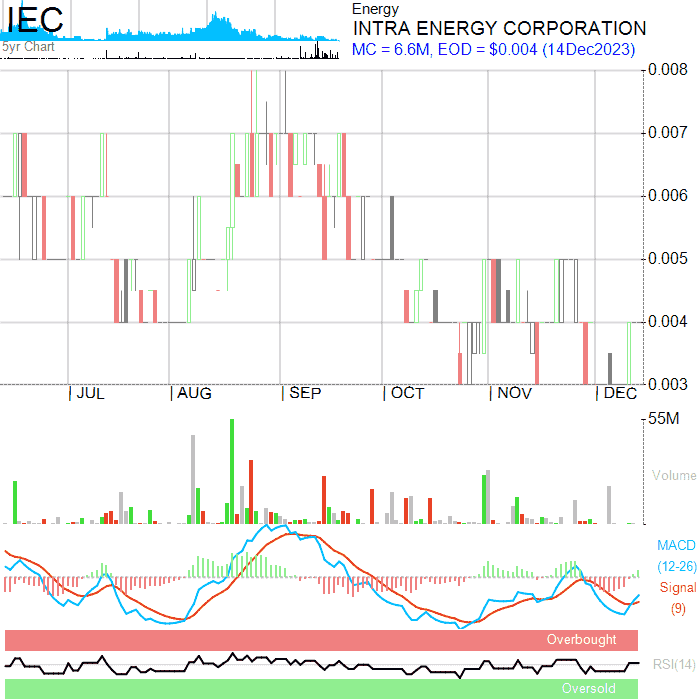 IEC
5yr Chart
Energy
INTRA ENERGY CORPORATION
MC = 6.6M, EOD = $0.004 (14Dec2023)
0.008
0.007
0.006
0.005
0.004
0.003
JUL
AUG
SEP
OCT
NOV
DEC
55M
Volume
MACD
(12-26)
Signal
(9)
Overbought
RSI(14)
Oversold